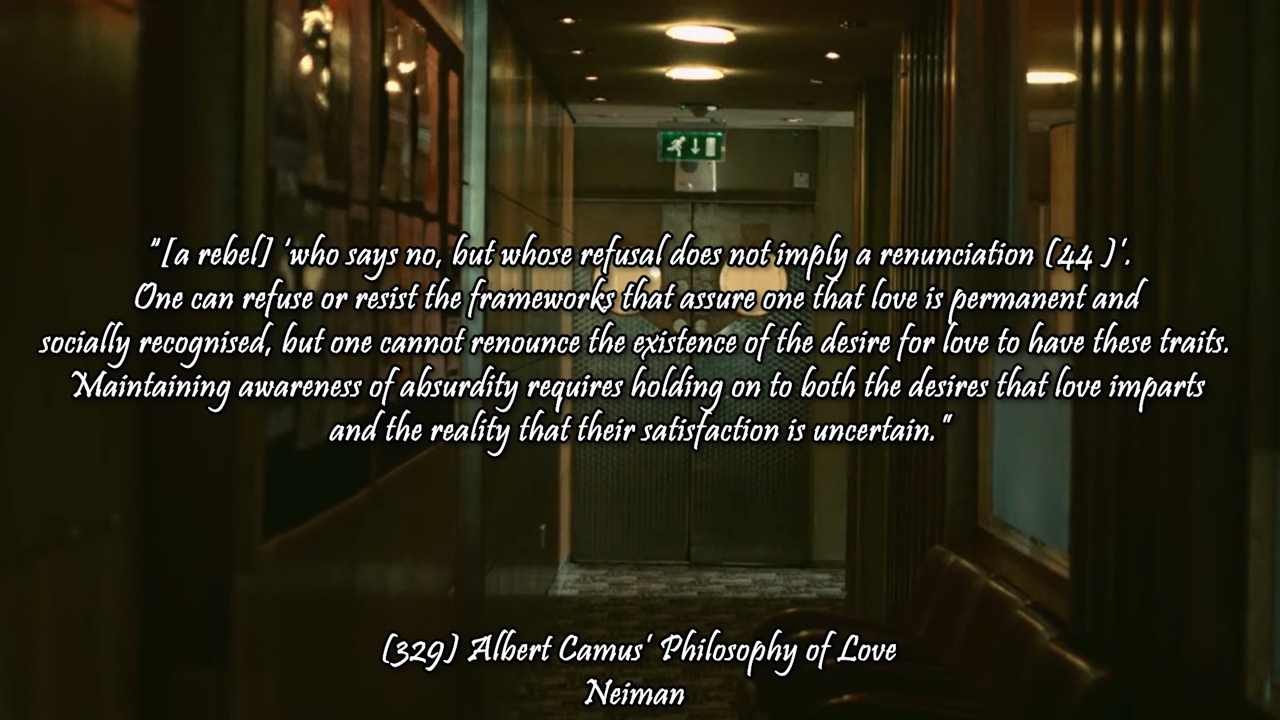 "[a rebel] 'who says no, but whose refusal does not imply a renunciation (44 )'.
One can refuse or resist the frameworks that assure one that love is permanent and
socially recognised, but one cannot renounce the existence of the desire for love to have these traits.
Maintaining awareness of absurdity requires holding on to both the desires that love imparts
and the reality that their satisfaction is uncertain."
(329) Albert Camus' Philosophy of Love
Neiman